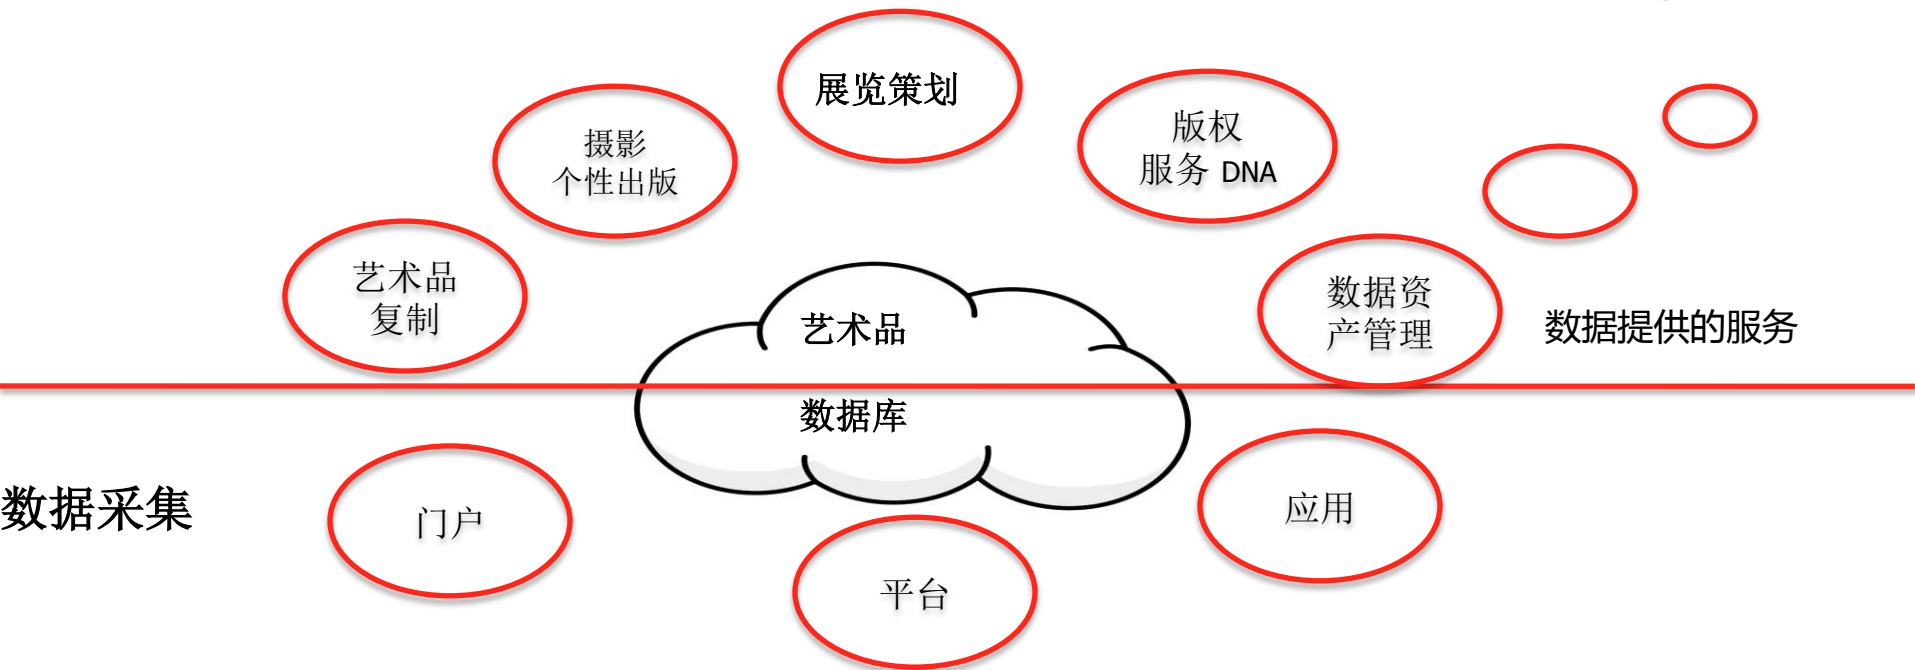 展览策划
版权
服务 DNA
摄影
个性出版
艺术品
复制
数据资
产管理
数据提供的服务
艺术品
数据库
数据采集
门户
应用
平台